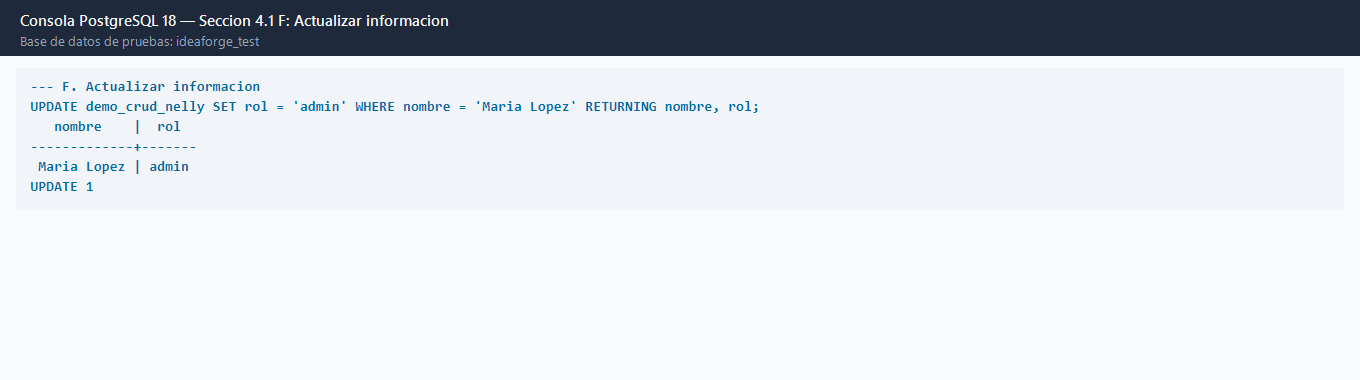 Consola PostgreSQL 18 — Seccion 4.1 F: Actualizar informacion
Base de datos de pruebas: ideaforge_test
--- F. Actualizar informacion
UPDATE demo_crud_nelly SET rol = 'admin' WHERE nombre = 'Maria Lopez' RETURNING nombre, rol;
   nombre    |  rol
-------------+-------
 Maria Lopez | admin
UPDATE 1